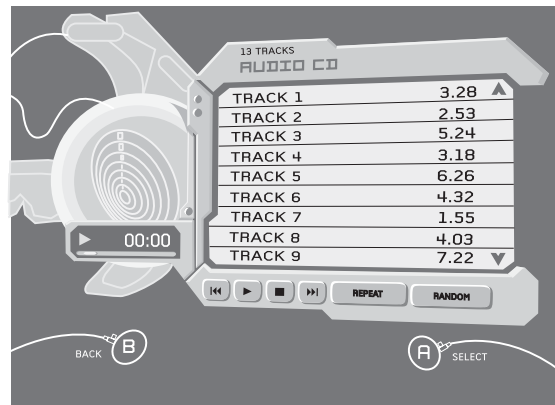 13 TRACKS
AUDIO CD
TRACK 1 3.28
TRACK 2 2.53
TRACK 3 5.24
TRACK 4 3.18
TRACK 5 6.26
TRACK 6 4.32
TRACK 7 1.55
TRACK 8 4.03
TRACK 9 7.22
00:00
REPEAT RANDOM
BACK B A SELECT